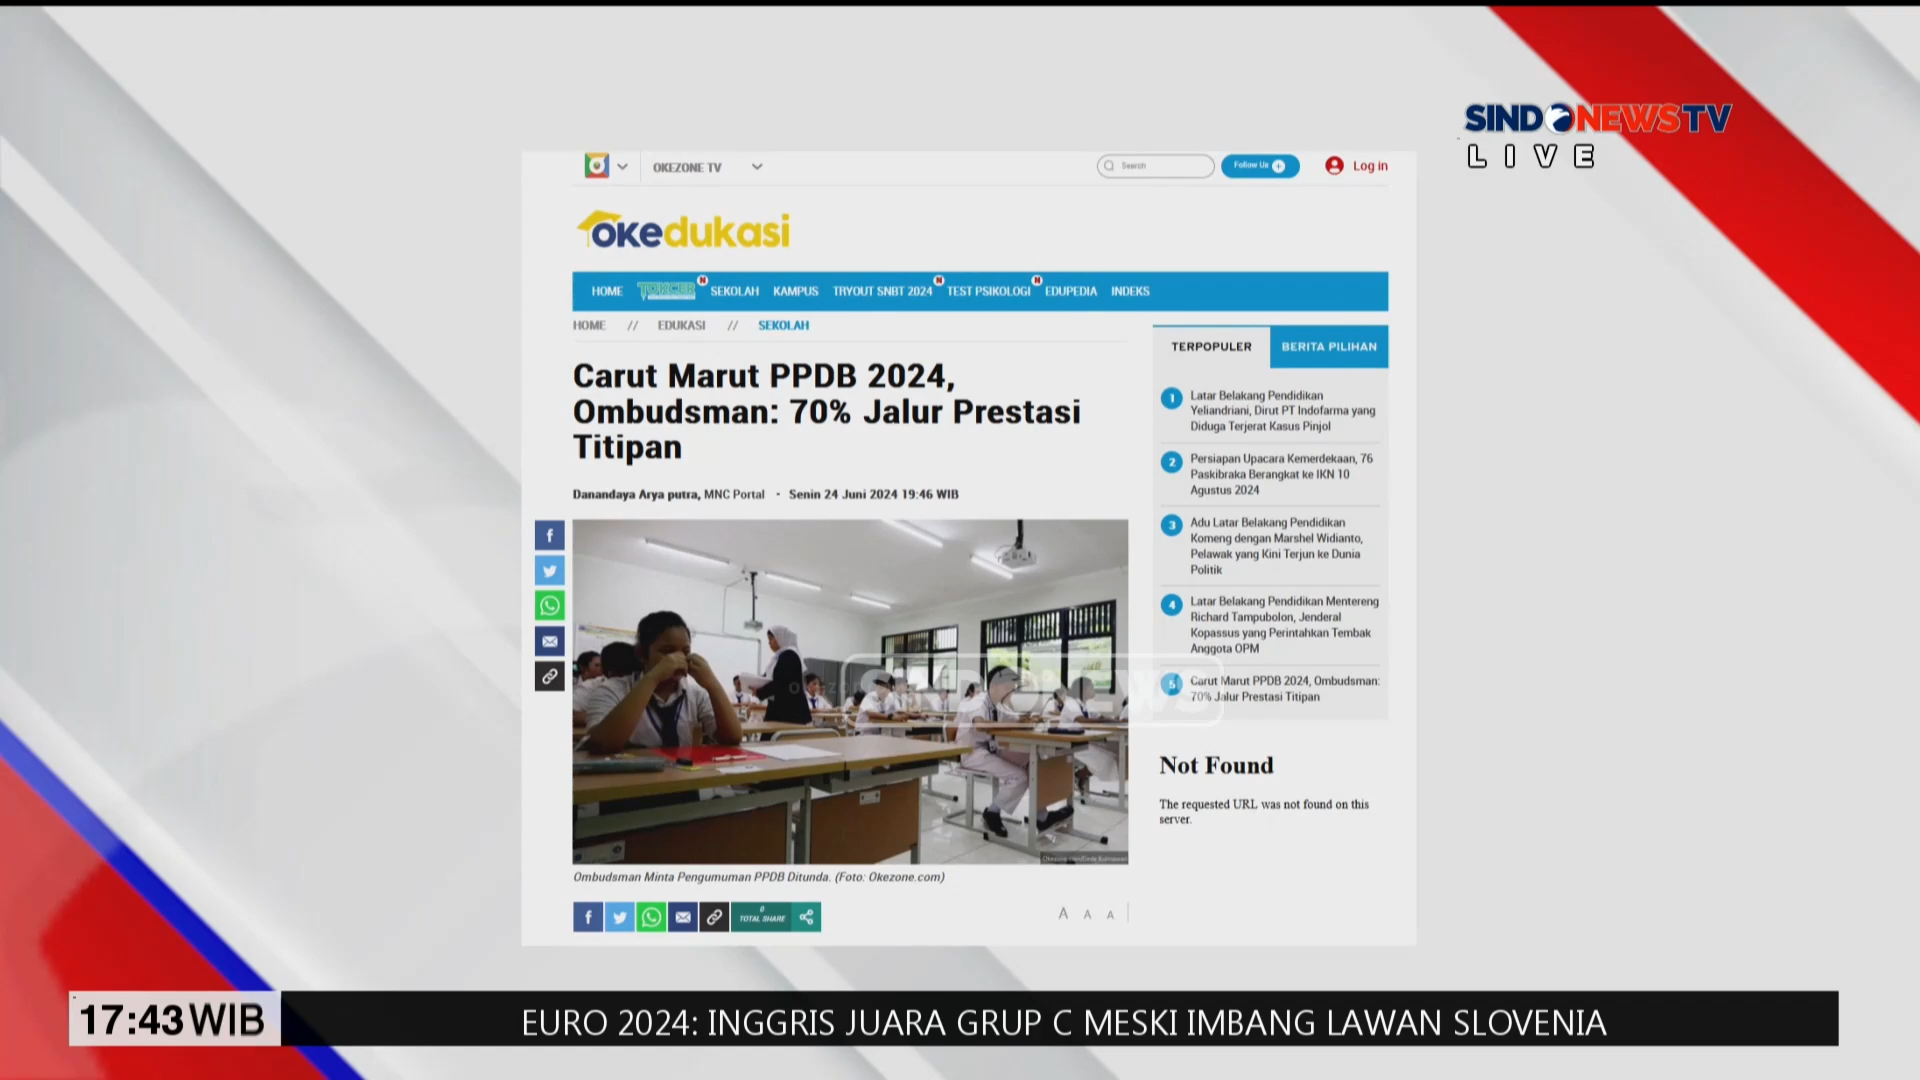 SINDONEWSTV
LIVE
OKEZONE TV
Search
Follow Us
Log in
okedukasi
HOME
N
SEKOLAH
KAMPUS
TRYOUT SNBT 2024
N
TEST PSIKOLOGI
N
EDUPEDIA
INDEKS
HOME // EDUKASI // SEKOLAH
Carut Marut PPDB 2024,
Ombudsman: 70% Jalur Prestasi
Titipan
Danandaya Arya putra, MNC Portal · Senin 24 Juni 2024 19:46 WIB
SINDONEWS
Ombudsman Minta Pengumuman PPDB Ditunda. (Foto: Okezone.com)
0
TOTAL SHARE
A A A
TERPOPULER
BERITA PILIHAN
1
Latar Belakang Pendidikan
Yeliandriani, Dirut PT Indofarma yang
Diduga Terjerat Kasus Pinjol
2
Persiapan Upacara Kemerdekaan, 76
Paskibraka Berangkat ke IKN 10
Agustus 2024
3
Adu Latar Belakang Pendidikan
Komeng dengan Marshel Widianto,
Pelawak yang Kini Terjun ke Dunia
Politik
4
Latar Belakang Pendidikan Mentereng
Richard Tampubolon, Jenderal
Kopassus yang Perintahkan Tembak
Anggota OPM
5
Carut Marut PPDB 2024, Ombudsman:
70% Jalur Prestasi Titipan
Not Found
The requested URL was not found on this
server.
17:43 WIB
EURO 2024: INGGRIS JUARA GRUP C MESKI IMBANG LAWAN SLOVENIA